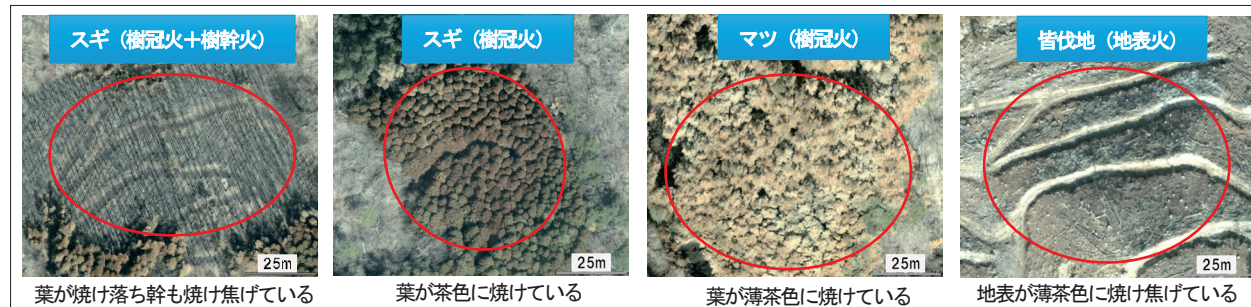 スギ（樹冠火＋樹幹火）
スギ（樹冠火）
マツ（樹冠火）
皆伐地（地表火）
25m
25m
25m
25m
葉が焼け落ち幹も焼け焦げている
葉が茶色に焼けている
葉が薄茶色に焼けている
地表が薄茶色に焼け焦げている